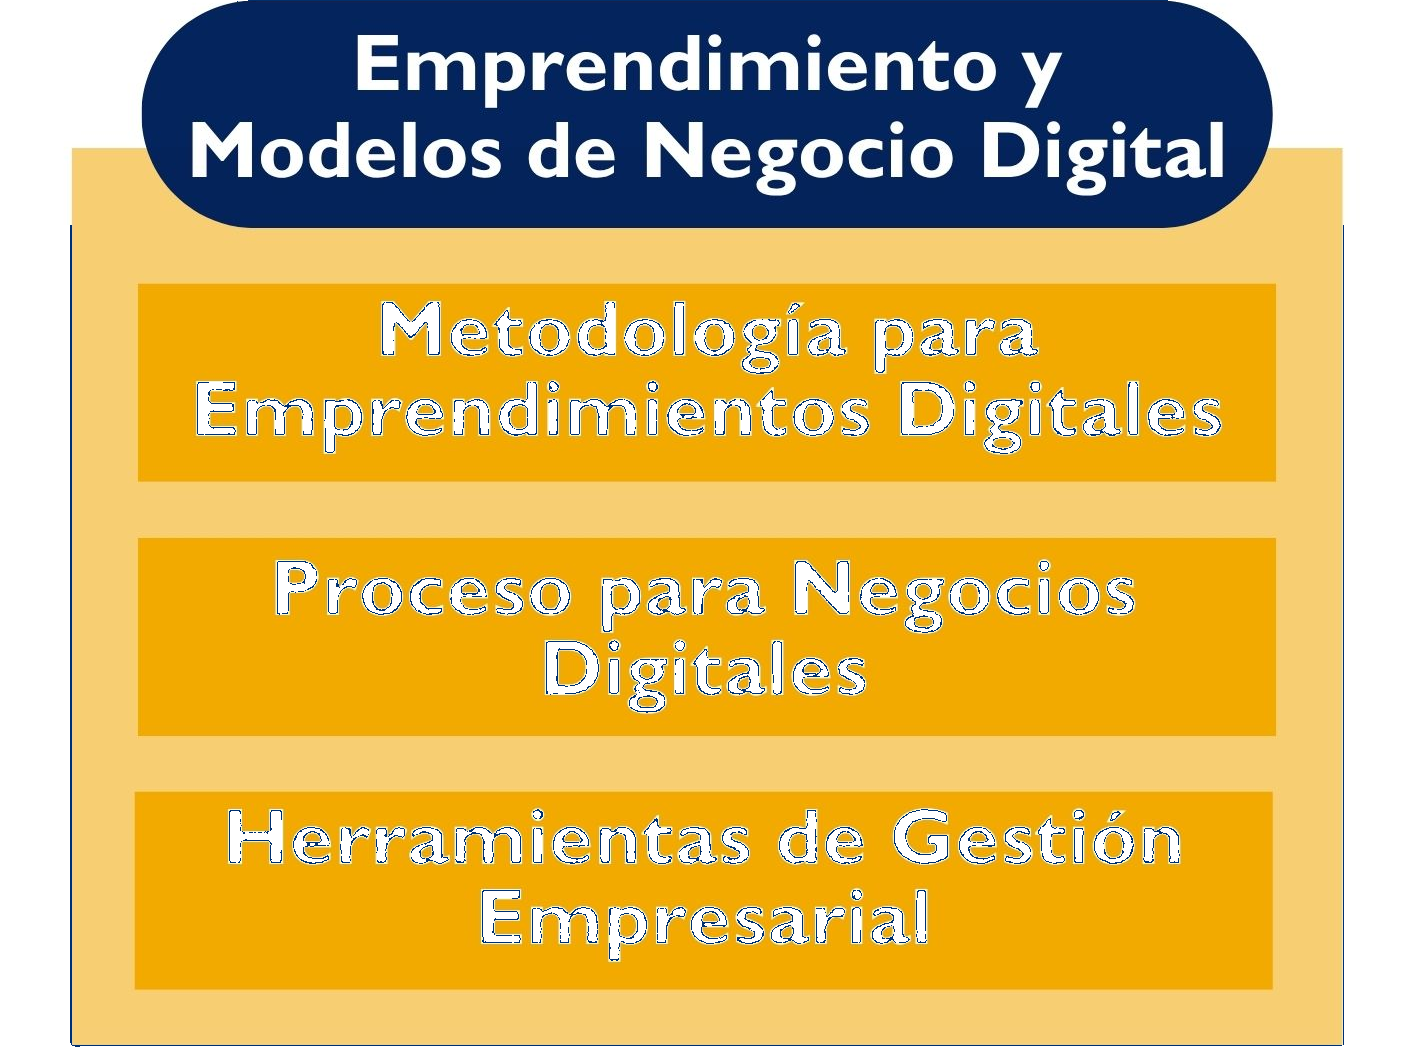 Emprendimiento y
Modelos de Negocio Digital
Metodología para
Emprendimientos Digitales
Proceso para Negocios
Digitales
Herramientas de Gestión
Empresarial